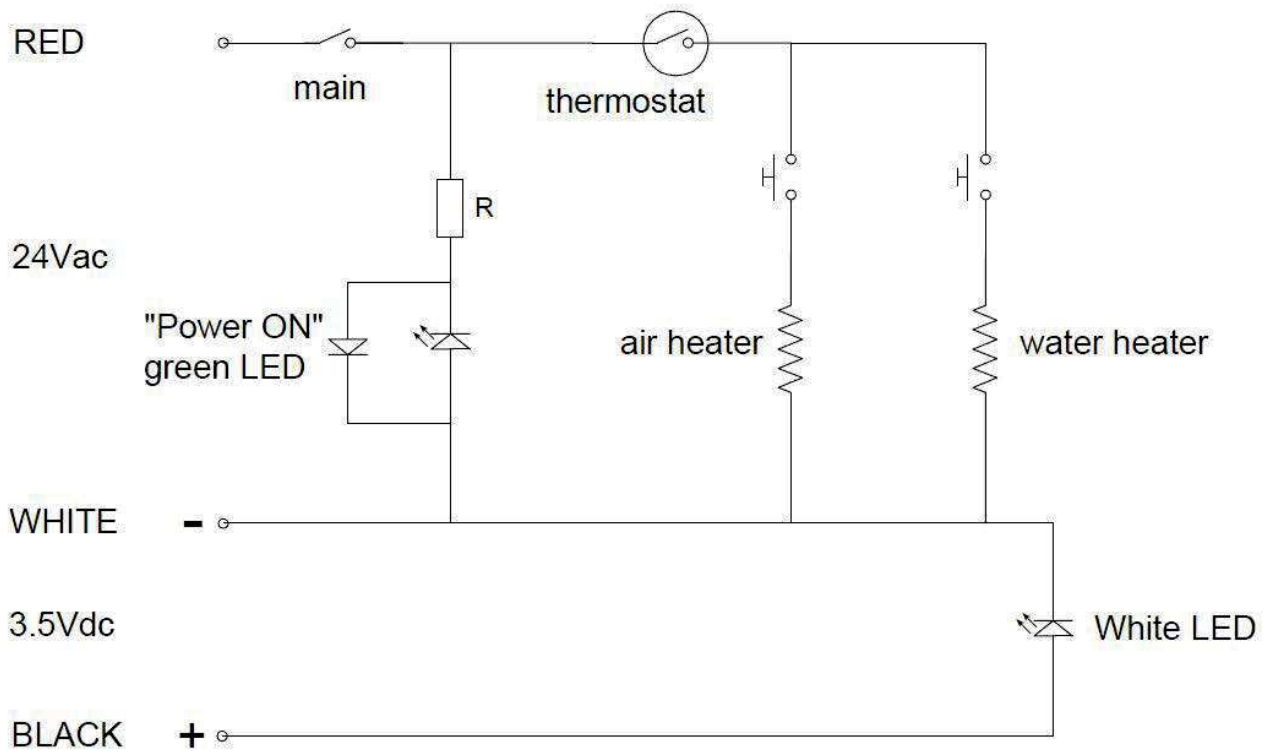 RED
main
thermostat
R
24Vac
"Power ON"
green LED
air heater
water heater
WHITE -
3.5Vdc
White LED
BLACK +